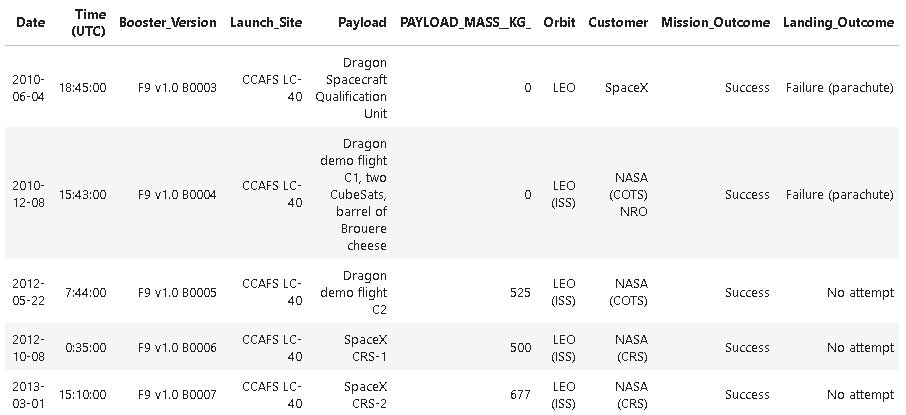 Date
Time
(UTC)
Booster_Version
Launch_Site
Payload
PAYLOAD_MASS__KG_
Orbit
Customer
Mission_Outcome
Landing_Outcome
2010-
06-04
18:45:00
F9 v1.0 B0003
CCAFS LC-
40
Dragon
Spacecraft
Qualification
Unit
0
LEO
SpaceX
Success
Failure (parachute)
2010-
12-08
15:43:00
F9 v1.0 B0004
CCAFS LC-
40
Dragon
demo flight
C1, two
CubeSats,
barrel of
Brouere
cheese
0
LEO
(ISS)
NASA
(COTS)
NRO
Success
Failure (parachute)
2012-
05-22
7:44:00
F9 v1.0 B0005
CCAFS LC-
40
Dragon
demo flight
C2
525
LEO
(ISS)
NASA
(COTS)
Success
No attempt
2012-
10-08
0:35:00
F9 v1.0 B0006
CCAFS LC-
40
SpaceX
CRS-1
500
LEO
(ISS)
NASA
(CRS)
Success
No attempt
2013-
03-01
15:10:00
F9 v1.0 B0007
CCAFS LC-
40
SpaceX
CRS-2
677
LEO
(ISS)
NASA
(CRS)
Success
No attempt